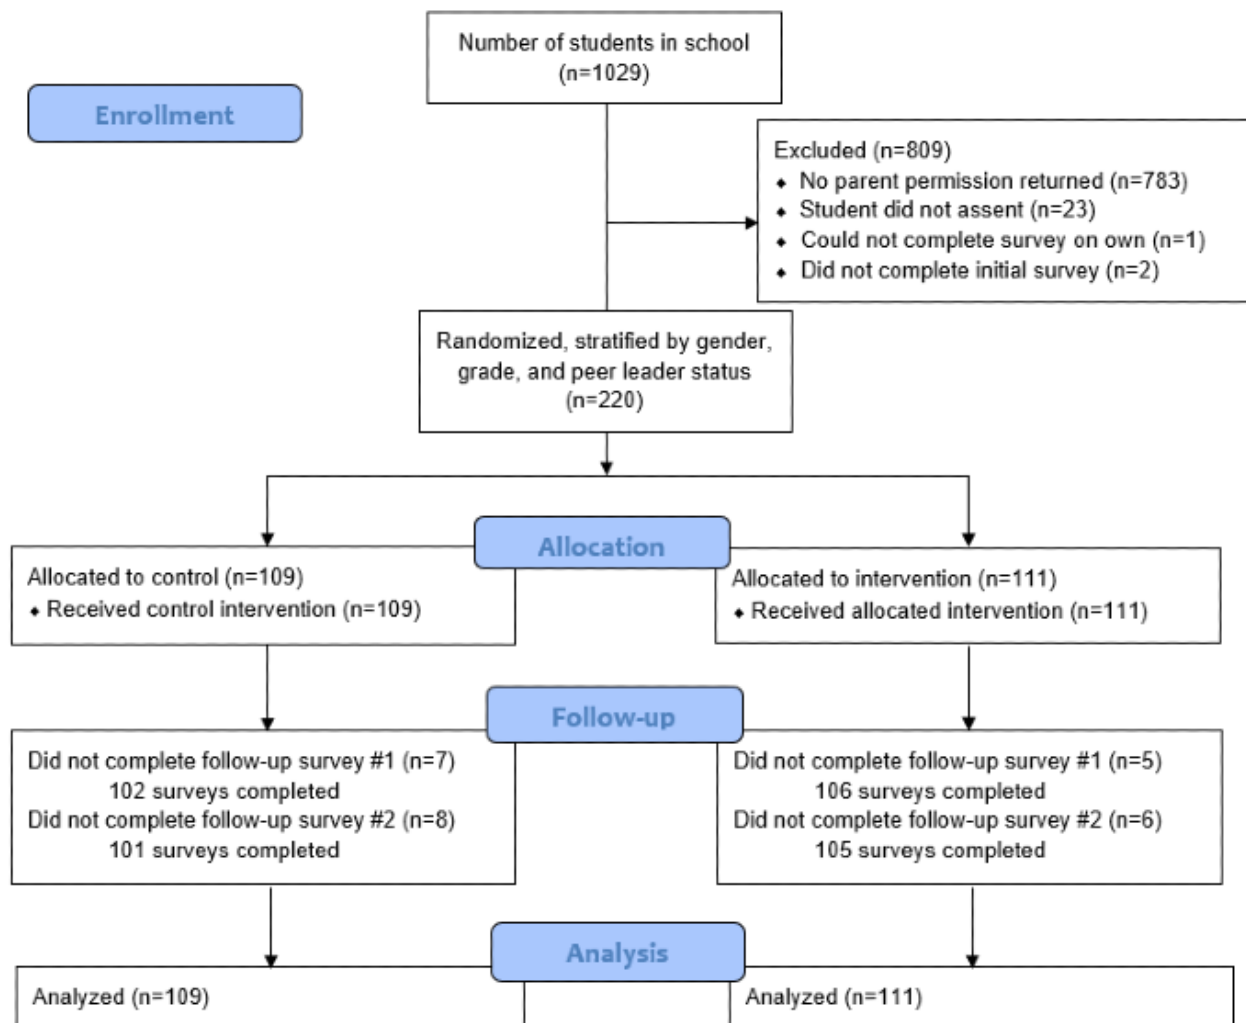 Number of students in school
(n=1029)
Enrollment
Excluded (n=809)
⬥ No parent permission returned (n=783)
⬥ Student did not assent (n=23)
⬥ Could not complete survey on own (n=1)
⬥ Did not complete initial survey (n=2)
Randomized, stratified by gender,
grade, and peer leader status
(n=220)
Allocation
Allocated to control (n=109)
⬥ Received control intervention (n=109)
Allocated to intervention (n=111)
⬥ Received allocated intervention (n=111)
Follow-up
Did not complete follow-up survey #1 (n=7)
102 surveys completed
Did not complete follow-up survey #2 (n=8)
101 surveys completed
Did not complete follow-up survey #1 (n=5)
106 surveys completed
Did not complete follow-up survey #2 (n=6)
105 surveys completed
Analysis
Analyzed (n=109)
Analyzed (n=111)